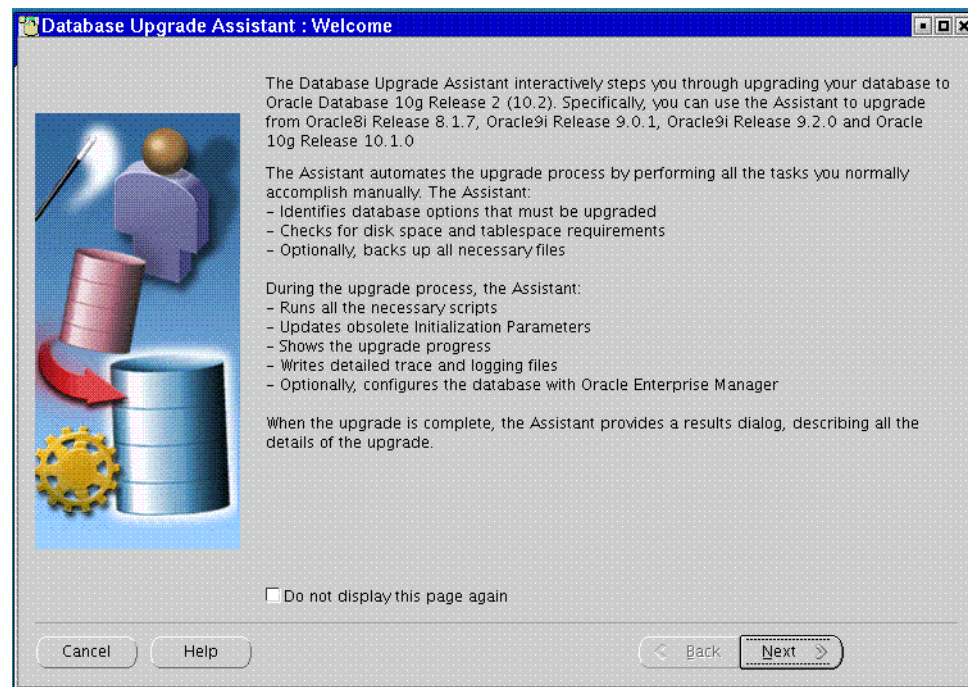 Database Upgrade Assistant : Welcome
The Database Upgrade Assistant interactively steps you through upgrading your database to
Oracle Database 10g Release 2 (10.2). Specifically, you can use the Assistant to upgrade
from Oracle8i Release 8.1.7, Oracle9i Release 9.0.1, Oracle9i Release 9.2.0 and Oracle
10g Release 10.1.0
The Assistant automates the upgrade process by performing all the tasks you normally
accomplish manually. The Assistant:
– Identifies database options that must be upgraded
– Checks for disk space and tablespace requirements
– Optionally, backs up all necessary files
During the upgrade process, the Assistant:
– Runs all the necessary scripts
– Updates obsolete Initialization Parameters
– Shows the upgrade progress
– Writes detailed trace and logging files
– Optionally, configures the database with Oracle Enterprise Manager
When the upgrade is complete, the Assistant provides a results dialog, describing all the
details of the upgrade.
Do not display this page again
Cancel Help Back Next